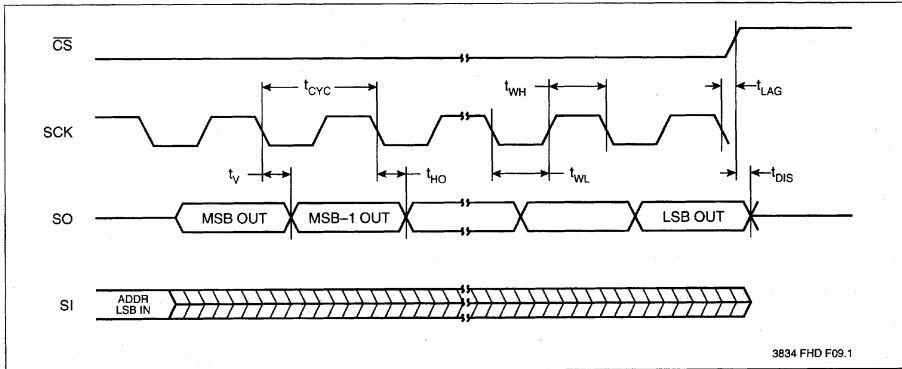 CS
tCYC
tWH
tLAG
SCK
tV
tHO
tWL
tDIS
SO
MSB OUT
MSB–1 OUT
LSB OUT
SI
ADDR
LSB IN
3834 FHD F09.1